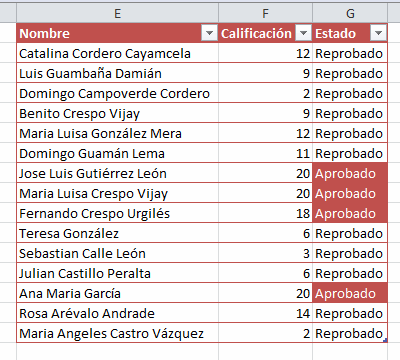 E F G
Nombre Calificación Estado
Catalina Cordero Cayamcela 12 Reprobado
Luis Guambaña Damián 9 Reprobado
Domingo Campoverde Cordero 2 Reprobado
Benito Crespo Vijay 9 Reprobado
Maria Luisa González Mera 12 Reprobado
Domingo Guamán Lema 11 Reprobado
Jose Luis Gutiérrez León 20 Aprobado
Maria Luisa Crespo Vijay 20 Aprobado
Fernando Crespo Urgilés 18 Aprobado
Teresa González 6 Reprobado
Sebastian Calle León 3 Reprobado
Julian Castillo Peralta 6 Reprobado
Ana Maria García 20 Aprobado
Rosa Arévalo Andrade 14 Reprobado
Maria Angeles Castro Vázquez 2 Reprobado